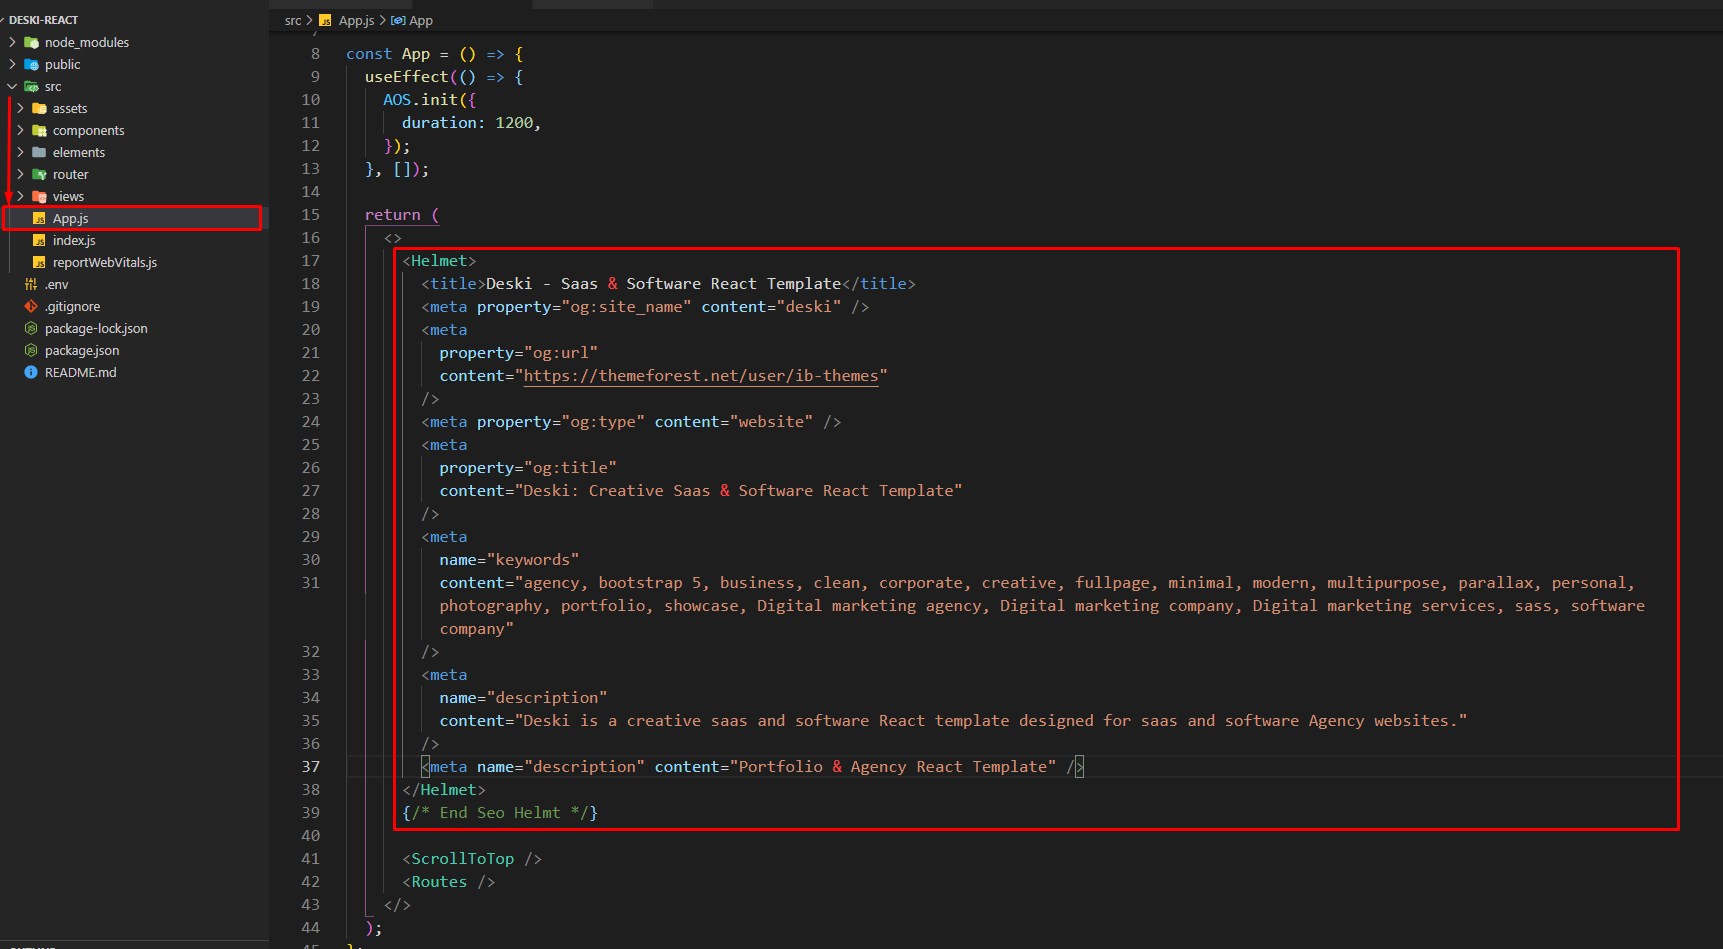 DESKI-REACT
node_modules
public
src
assets
components
elements
router
views
App.js
index.js
reportWebVitals.js
.env
.gitignore
package-lock.json
package.json
README.md
src > App.js > App
8 const App = () => {
9 useEffect(() => {
10 AOS.init({
11 duration: 1200,
12 });
13 }, []);
14
15 return (
16 <>
17 <Helmet>
18 <title>Deski - Saas & Software React Template</title>
19 <meta property="og:site_name" content="deski" />
20 <meta
21 property="og:url"
22 content="https://themeforest.net/user/ib-themes"
23 />
24 <meta property="og:type" content="website" />
25 <meta
26 property="og:title"
27 content="Deski: Creative Saas & Software React Template"
28 />
29 <meta
30 name="keywords"
31 content="agency, bootstrap 5, business, clean, corporate, creative, fullpage, minimal, modern, multipurpose, parallax, personal,
photography, portfolio, showcase, Digital marketing agency, Digital marketing company, Digital marketing services, sass, software
company"
32 />
33 <meta
34 name="description"
35 content="Deski is a creative saas and software React template designed for saas and software Agency websites."
36 />
37 <meta name="description" content="Portfolio & Agency React Template" />
38 </Helmet>
39 {/* End Seo Helmt */}
40
41 <ScrollToTop />
42 <Routes />
43 </>
44 );